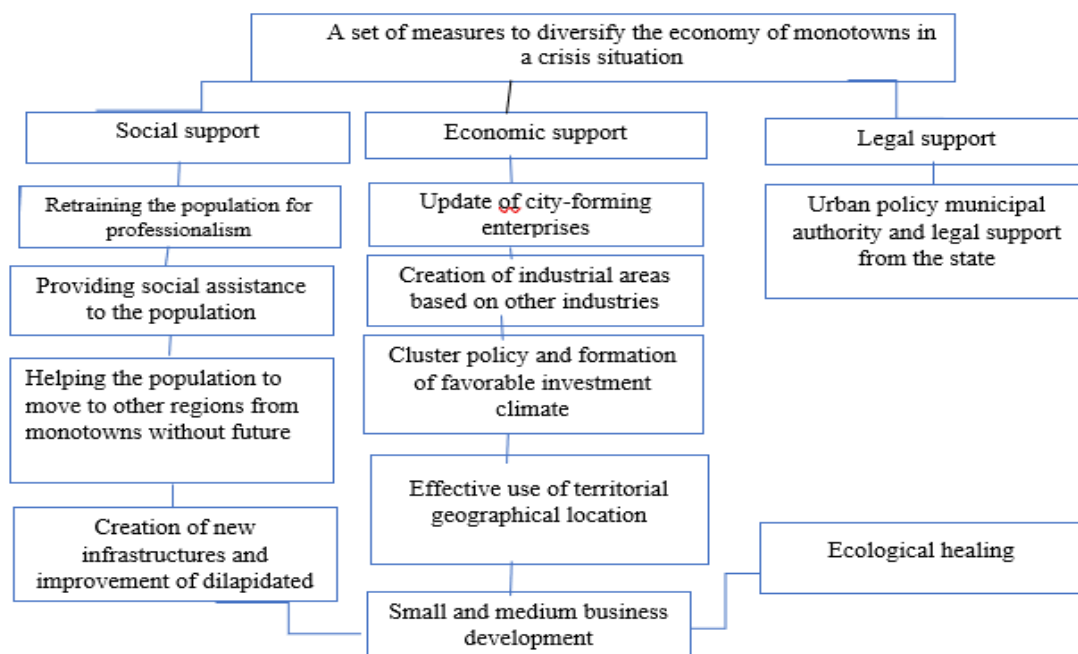 A set of measures to diversify the economy of monotowns in
a crisis situation
Social support
Economic support
Legal support
Retraining the population for
professionalism
Update of city-forming
enterprises
Urban policy municipal
authority and legal support
from the state
Providing social assistance
to the population
Creation of industrial areas
based on other industries
Helping the population to
move to other regions from
monotowns without future
Cluster policy and formation
of favorable investment
climate
Effective use of territorial
geographical location
Creation of new
infrastructures and
improvement of dilapidated
Ecological healing
Small and medium business
development